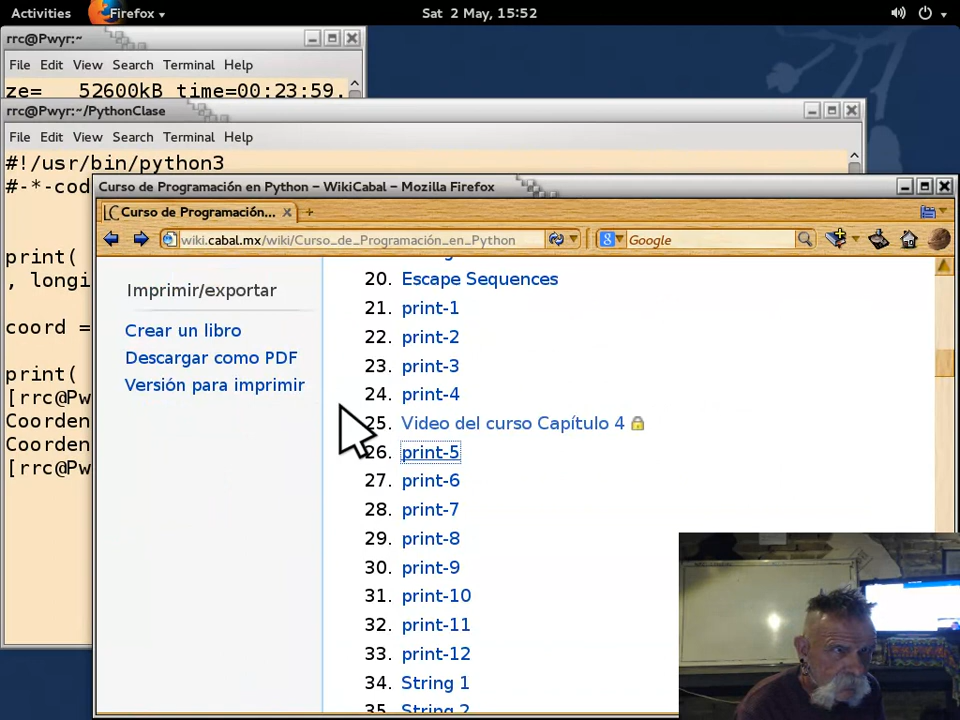 Activities Firefox Sat 2 May, 15:52
rrc@Pwyr:~
File Edit View Search Terminal Help
ze= 52600kB time=00:23:59.
rrc@Pwyr:~/PythonClase
File Edit View Search Terminal Help
#!/usr/bin/python3
#-*-cod
print(
, longi
coord =
print(
[rrc@Pw
Coorden
Coorden
[rrc@Pw
Curso de Programación en Python – WikiCabal – Mozilla Firefox
Curso de Programación...
wiki.cabal.mx/wiki/Curso_de_Programación_en_Python
Google
Imprimir/exportar
Crear un libro
Descargar como PDF
Versión para imprimir
20. Escape Sequences
21. print-1
22. print-2
23. print-3
24. print-4
25. Video del curso Capítulo 4
26. print-5
27. print-6
28. print-7
29. print-8
30. print-9
31. print-10
32. print-11
33. print-12
34. String 1
35. String 2